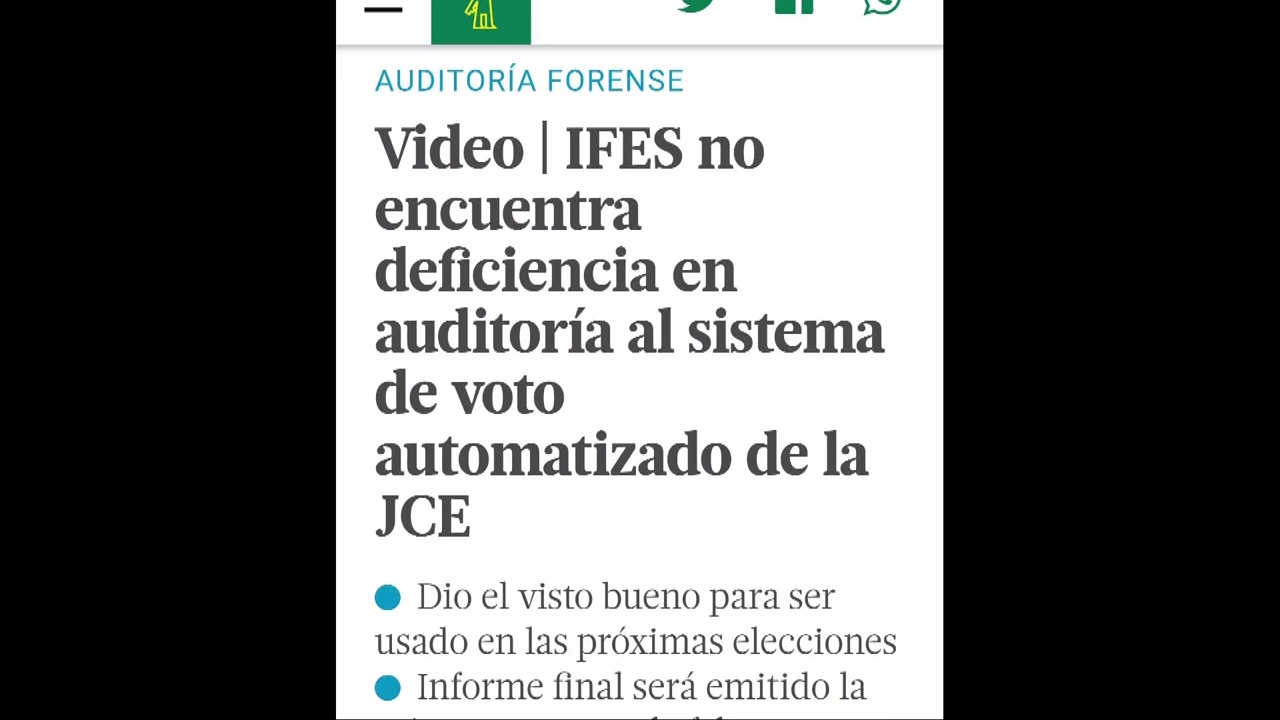 AUDITORÍA FORENSE
Video | IFES no
encuentra
deficiencia en
auditoría al sistema
de voto
automatizado de la
JCE
Dio el visto bueno para ser
usado en las próximas elecciones
Informe final será emitido la